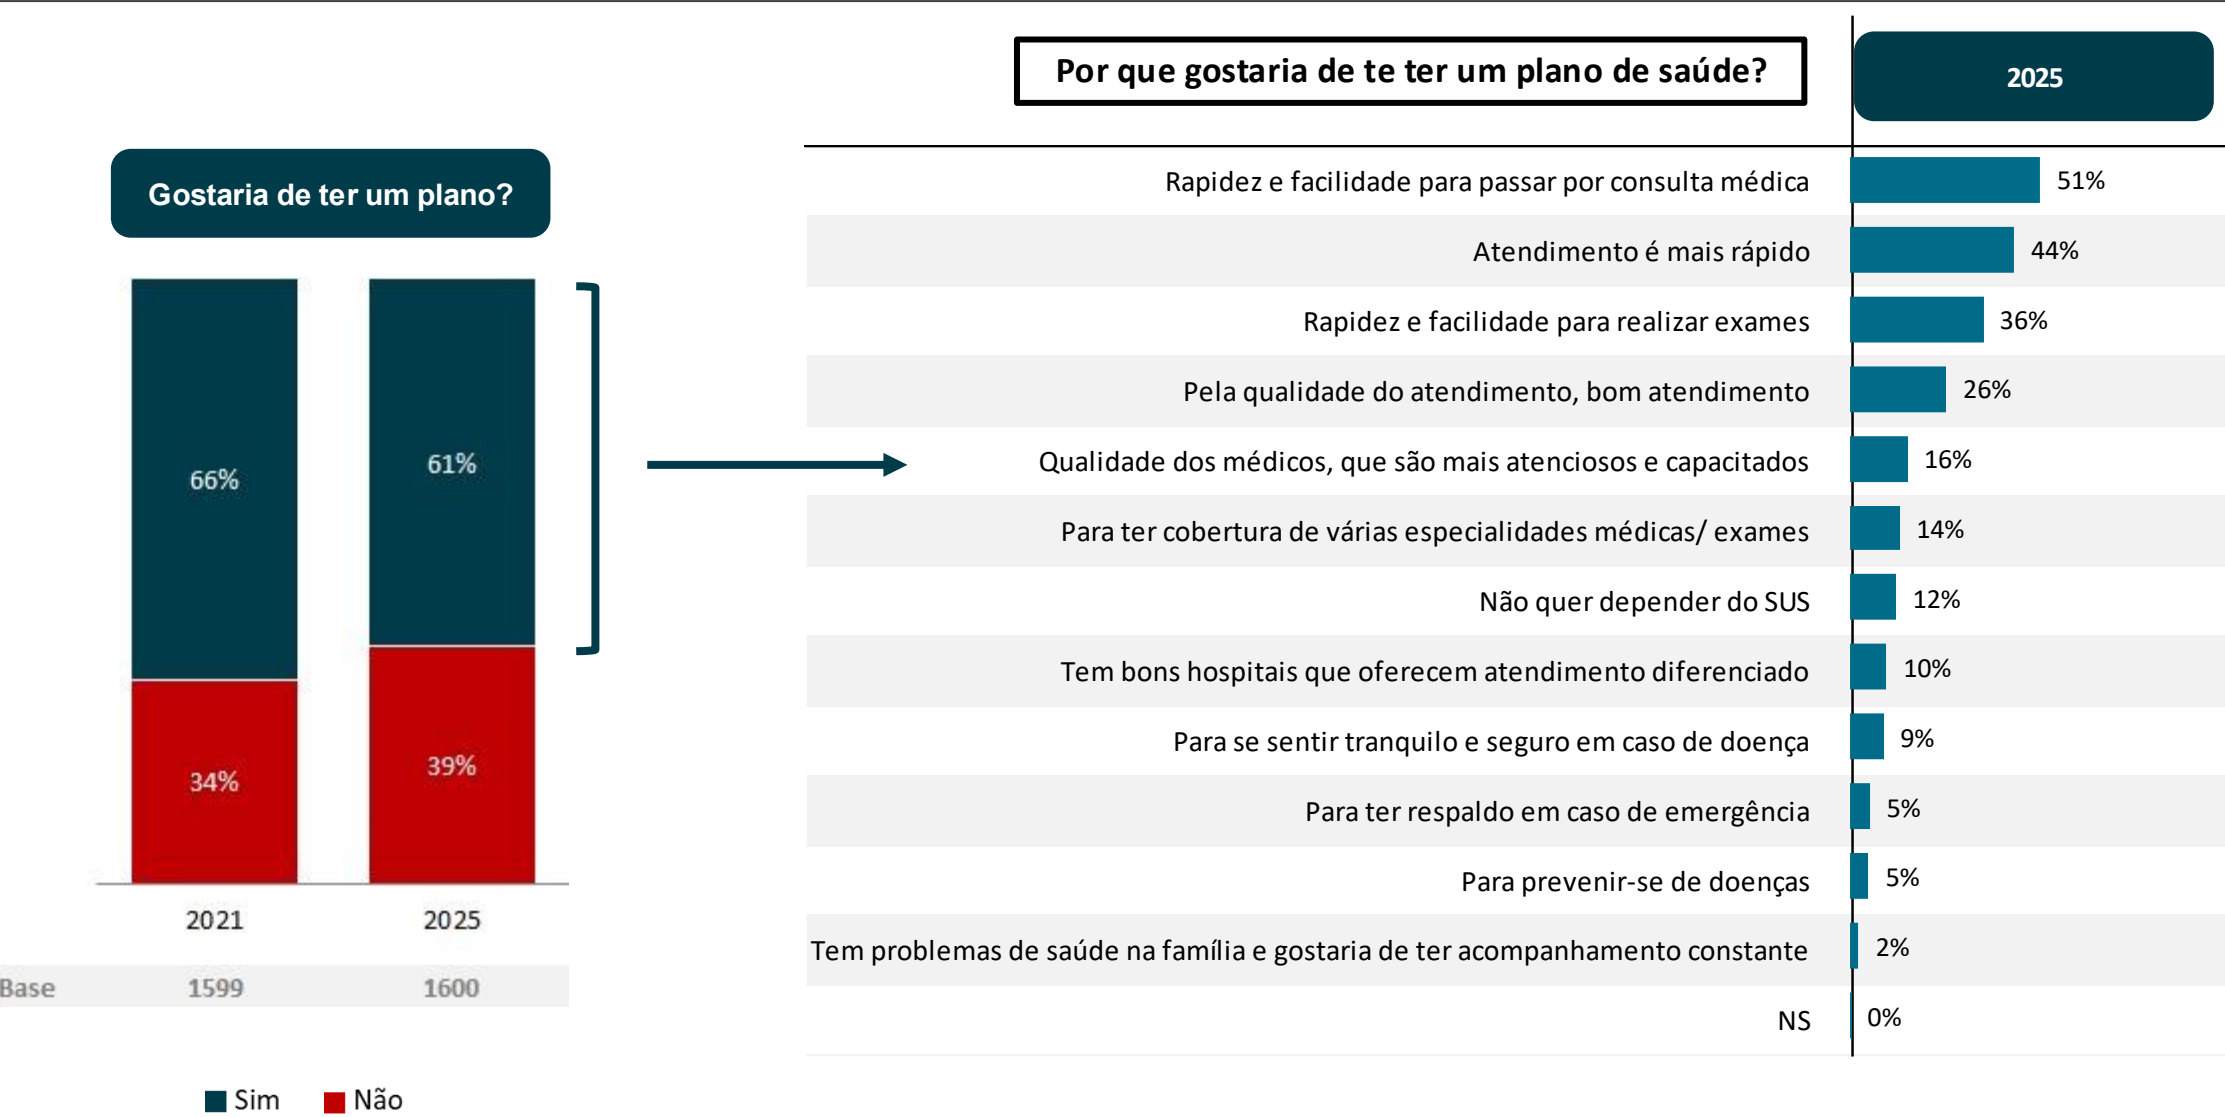 Por que gostaria de te ter um plano de saúde?
2025
Gostaria de ter um plano?
66%
61%
34%
39%
2021
2025
Base
1599
1600
Sim
Não
Rapidez e facilidade para passar por consulta médica
51%
Atendimento é mais rápido
44%
Rapidez e facilidade para realizar exames
36%
Pela qualidade do atendimento, bom atendimento
26%
Qualidade dos médicos, que são mais atenciosos e capacitados
16%
Para ter cobertura de várias especialidades médicas/ exames
14%
Não quer depender do SUS
12%
Tem bons hospitais que oferecem atendimento diferenciado
10%
Para se sentir tranquilo e seguro em caso de doença
9%
Para ter respaldo em caso de emergência
5%
Para prevenir-se de doenças
5%
Tem problemas de saúde na família e gostaria de ter acompanhamento constante
2%
NS
0%